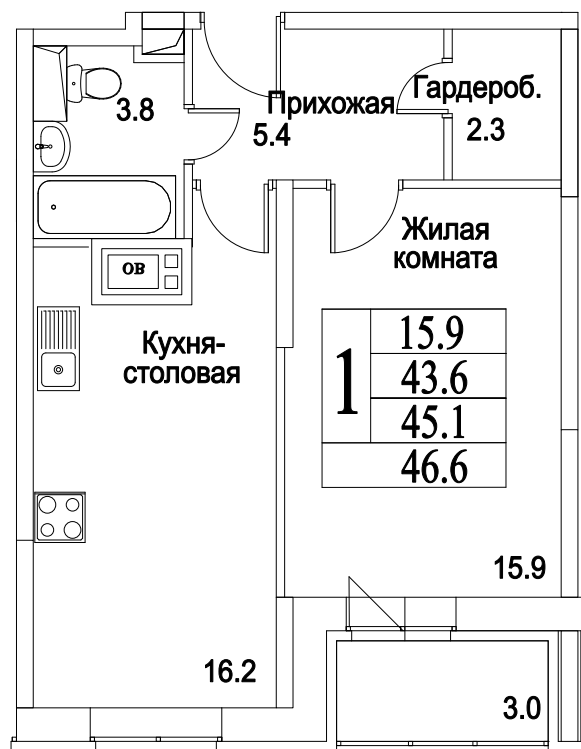 3.8
Прихожая
5.4
Гардероб.
2.3
ОВ
Жилая
комната
Кухня-
столовая
1
15.9
43.6
45.1
46.6
15.9
16.2
3.0